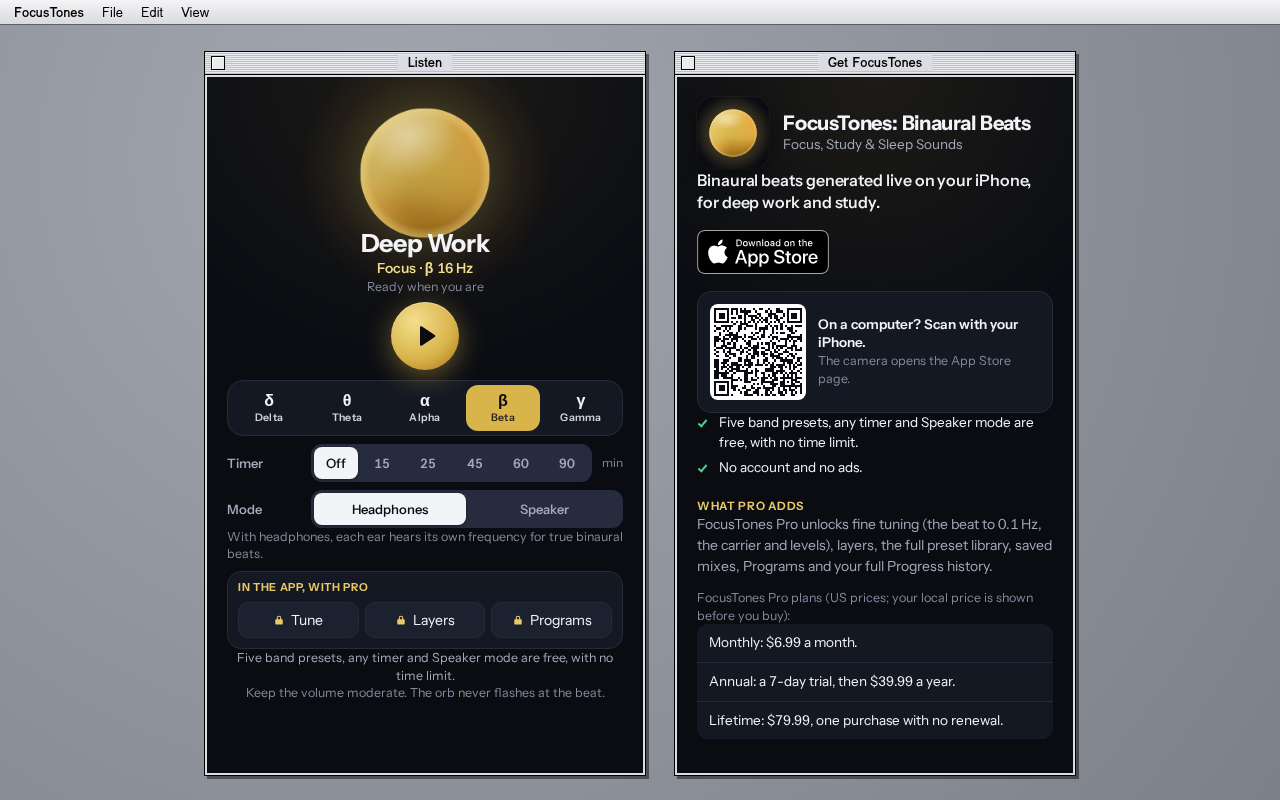 FocusTones File Edit View
Listen
Deep Work
Focus · β 16 Hz
Ready when you are
δ θ α β γ
Delta Theta Alpha Beta Gamma
Timer Off 15 25 45 60 90 min
Mode Headphones Speaker
With headphones, each ear hears its own frequency for true binaural
beats.
IN THE APP, WITH PRO
Tune Layers Programs
Five band presets, any timer and Speaker mode are free, with no
time limit.
Keep the volume moderate. The orb never flashes at the beat.
Get FocusTones
FocusTones: Binaural Beats
Focus, Study & Sleep Sounds
Binaural beats generated live on your iPhone,
for deep work and study.
Download on the
App Store
On a computer? Scan with your
iPhone.
The camera opens the App Store
page.
Five band presets, any timer and Speaker mode are
free, with no time limit.
No account and no ads.
WHAT PRO ADDS
FocusTones Pro unlocks fine tuning (the beat to 0.1 Hz,
the carrier and levels), layers, the full preset library, saved
mixes, Programs and your full Progress history.
FocusTones Pro plans (US prices; your local price is shown
before you buy):
Monthly: $6.99 a month.
Annual: a 7-day trial, then $39.99 a year.
Lifetime: $79.99, one purchase with no renewal.